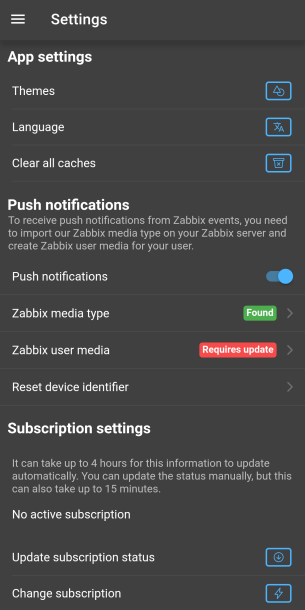 Settings
App settings
Themes
Language
Clear all caches
Push notifications
To receive push notifications from Zabbix events, you need
to import our Zabbix media type on your Zabbix server and
create Zabbix user media for your user.
Push notifications
Zabbix media type Found
Zabbix user media Requires update
Reset device identifier
Subscription settings
It can take up to 4 hours for this information to update
automatically. You can update the status manually, but this
can also take up to 15 minutes.
No active subscription
Update subscription status
Change subscription